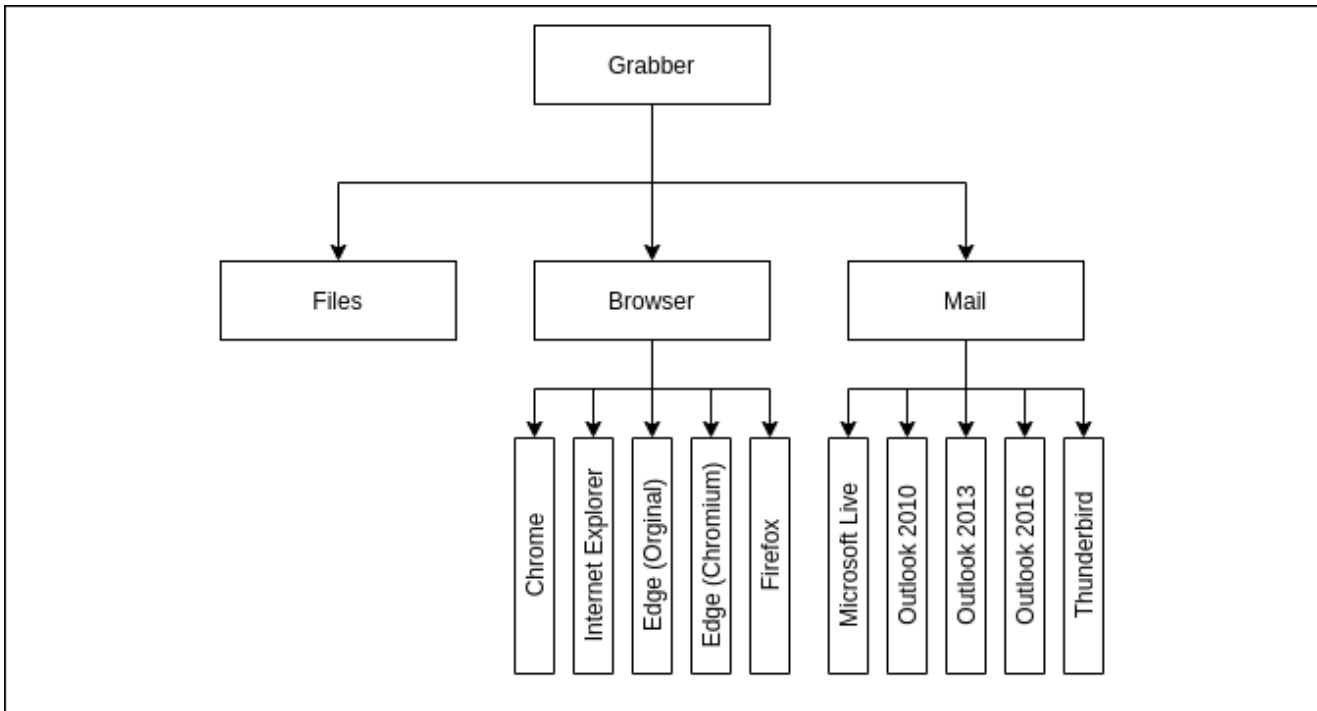 Grabber
Files
Browser
Mail
Chrome
Internet Explorer
Edge (Orginal)
Edge (Chromium)
Firefox
Microsoft Live
Outlook 2010
Outlook 2013
Outlook 2016
Thunderbird